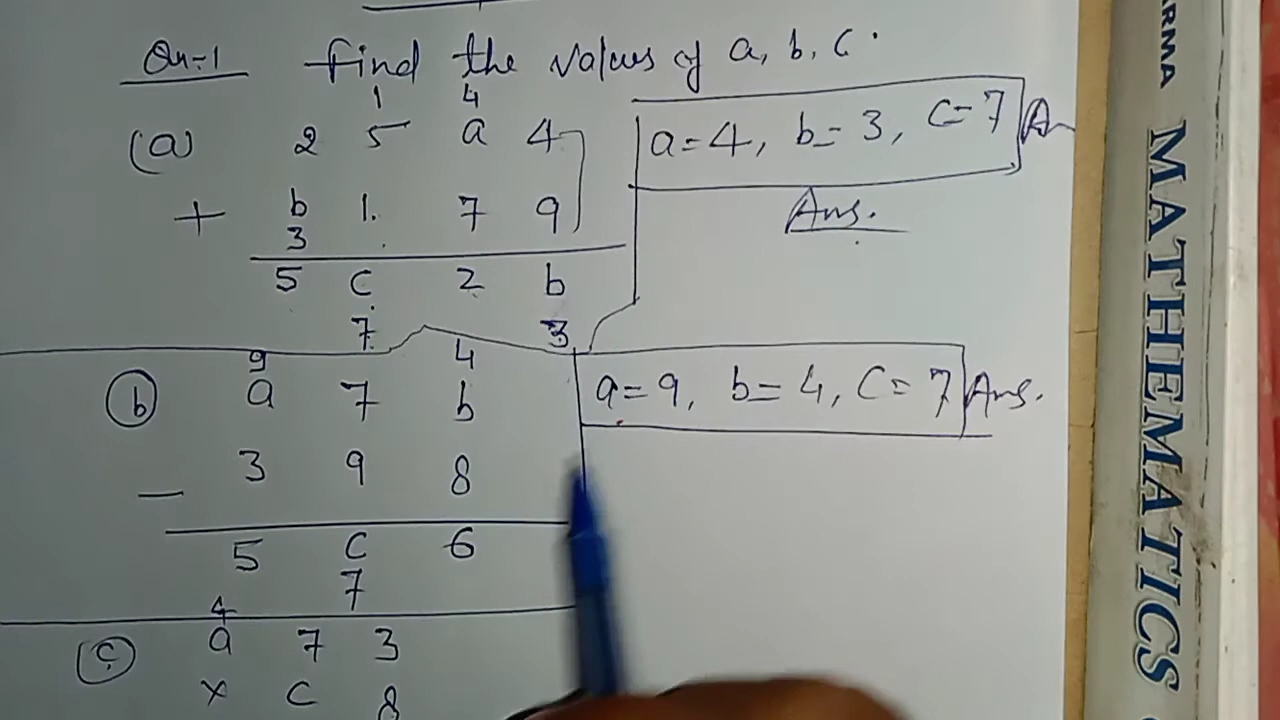 Qn:-1 Find the values of a, b, c.
1 4
(a) 2 5 a 4
+ b 1. 7 9
3
5 c 2 b
7 3
a=4, b=3, c=7 An
Ans.
9 4
(b) a 7 b
- 3 9 8
5 c 6
7
a=9, b=4, c=7 Ans.
4
(c) a 7 3
x c 8
ARMA MATHEMATICS